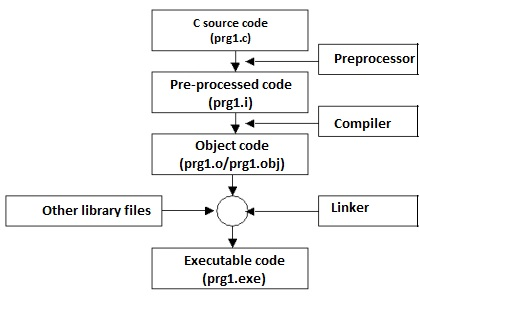 C source code
(prg1.c)
Preprocessor
Pre-processed code
(prg1.i)
Compiler
Object code
(prg1.o/prg1.obj)
Other library files
Linker
Executable code
(prg1.exe)